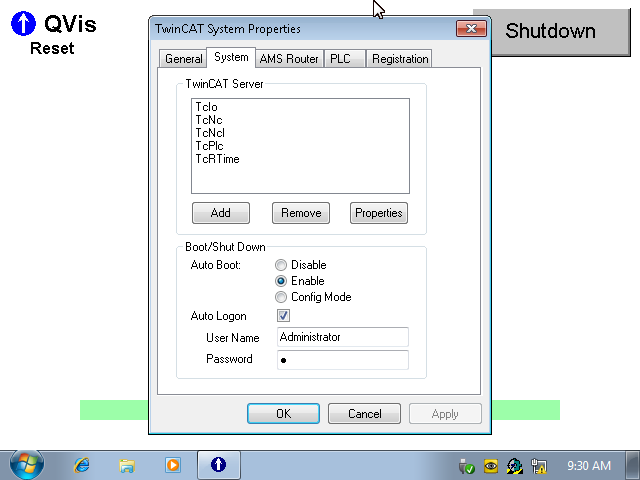 QVis
Reset
TwinCAT System Properties
Shutdown
General System AMS Router PLC Registration
TwinCAT Server
TcIo
TcNc
TcNcI
TcPlc
TcRTime
Add Remove Properties
Boot/Shut Down
Auto Boot: Disable
Enable
Config Mode
Auto Logon
User Name Administrator
Password
OK Cancel Apply
9:30 AM